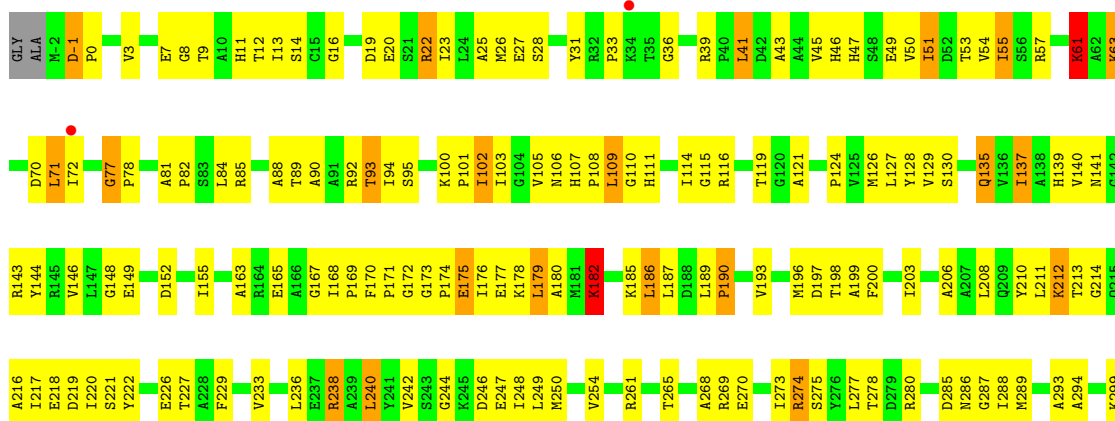 GLY ALA M-2 D-1 P0 V3 E7 G8 T9 A10 H11 T12 I13 S14 C15 G16 D19 E20 S21 R22 I23 L24 A25 M26 E27 S28 Y31 R32 P33 K34 T35 G36 R39 P40 L41 D42 A43 A44 V45 H46 H47 S48 E49 V50 I51 D52 T53 V54 I55 S56 R57 K61 A62 K63
D70 L71 I72 G77 P78 A81 P82 S83 L84 R85 A88 T89 A90 A91 R92 T93 I94 S95 K100 P101 I102 I103 G104 V105 N106 H107 P108 L109 G110 H111 I114 G115 R116 T119 G120 A121 P124 V125 M126 L127 Y128 V129 S130 Q135 V136 I137 A138 H139 V140 N141 G142
R143 Y144 R145 V146 L147 G148 E149 D152 I155 A163 R164 E165 A166 G167 I168 P169 F170 P171 G172 G173 P174 E175 I176 E177 K178 L179 A180 M181 K182 K185 L186 L187 D188 L189 P190 V193 M196 D197 T198 A199 F200 I203 A206 A207 L208 Q209 Y210 L211 K212 T213 G214 P215
A216 I217 E218 D219 I220 S221 Y222 E226 T227 A228 F229 V233 L236 E237 R238 A239 L240 Y241 V242 S243 G244 K245 D246 E247 I248 L249 M250 V254 R261 T265 A268 R269 E270 I273 R274 S275 Y276 L277 T278 D279 R280 D285 N286 G287 I288 M289 A293 A294 K299